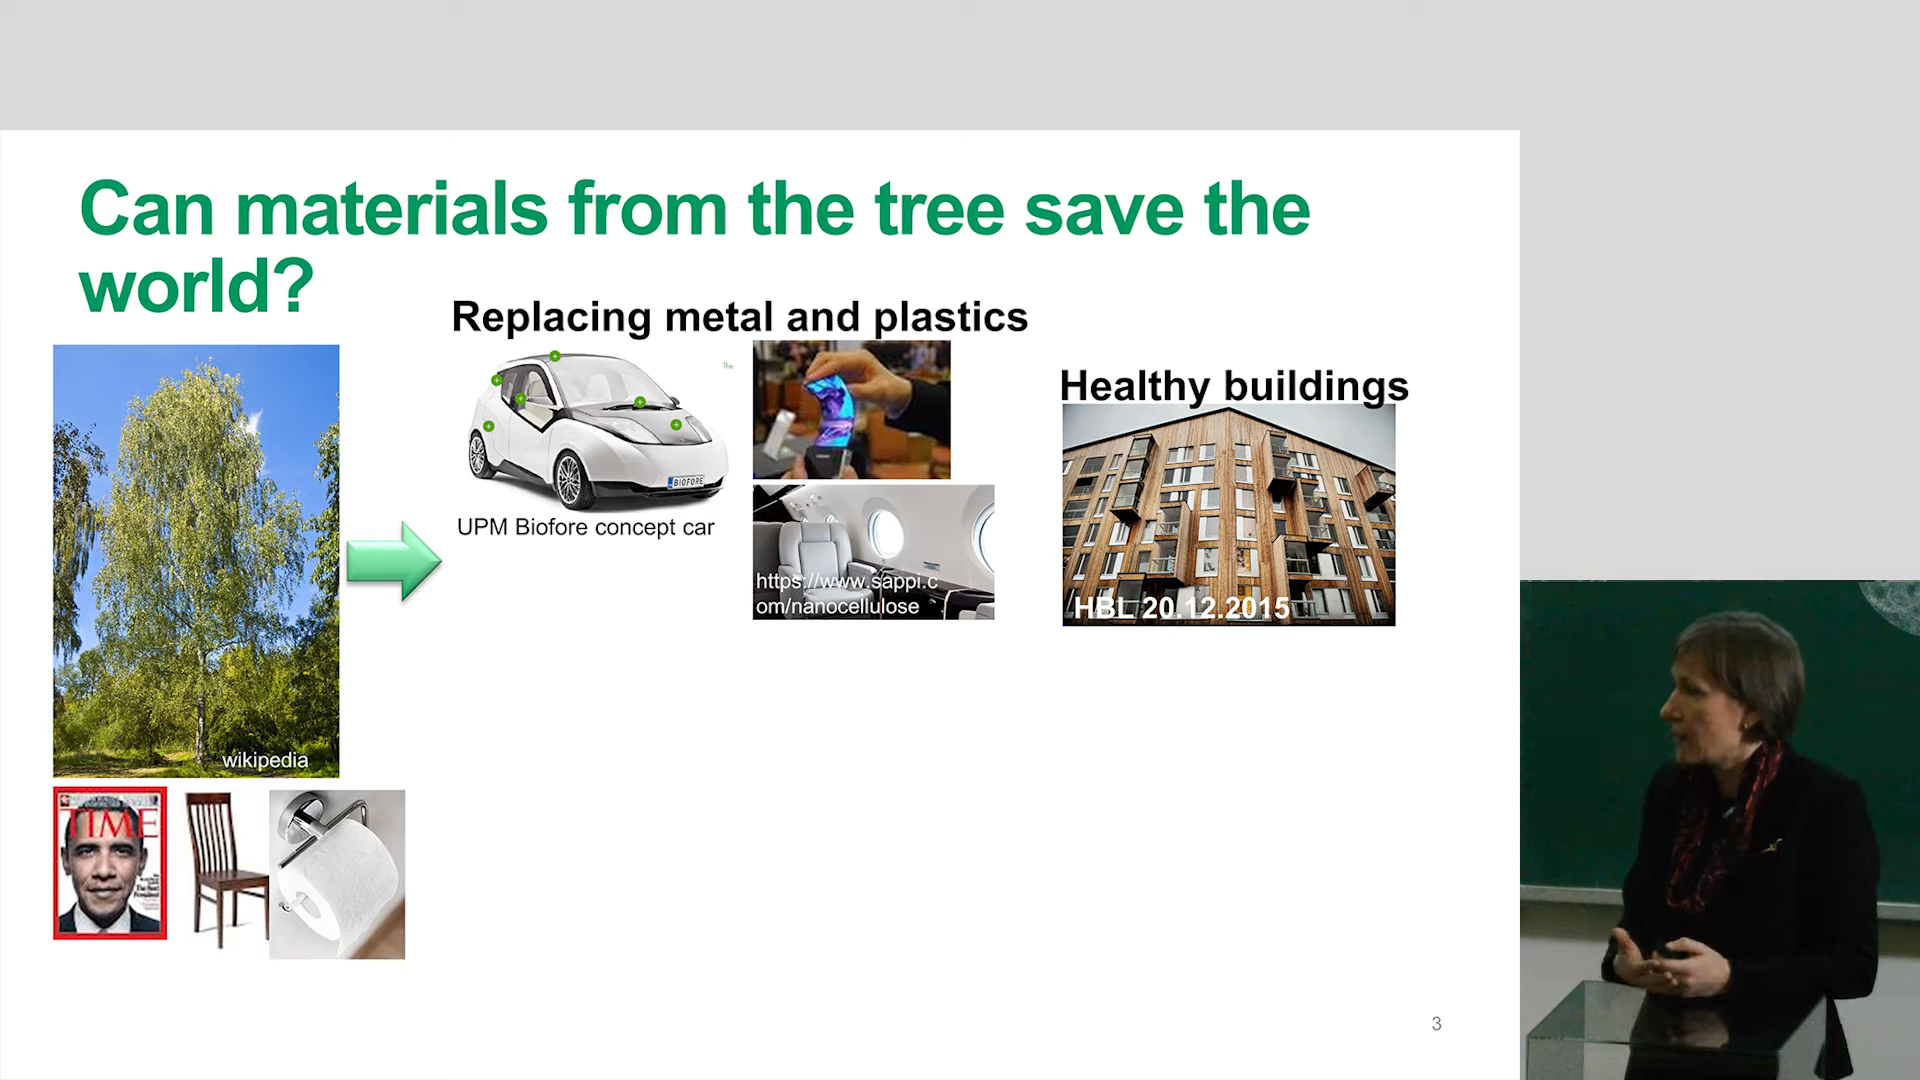 Can materials from the tree save the
world?
Replacing metal and plastics
The
BIOFORE
UPM Biofore concept car
https://www.sappi.c
om/nanocellulose
Healthy buildings
HBL 20.12.2015
wikipedia
TIME
3